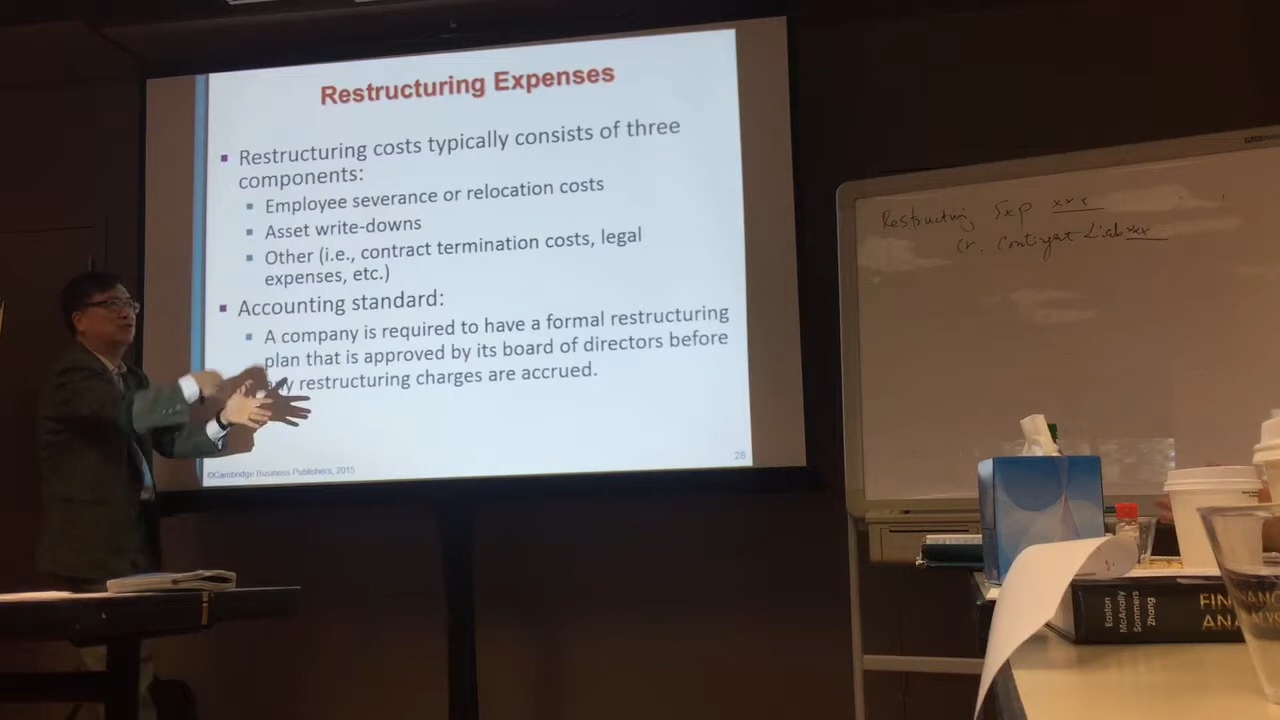 Restructuring Expenses
▪ Restructuring costs typically consists of three
components:
▪ Employee severance or relocation costs
▪ Asset write-downs
▪ Other (i.e., contract termination costs, legal
expenses, etc.)
▪ Accounting standard:
▪ A company is required to have a formal restructuring
plan that is approved by its board of directors before
restructuring charges are accrued.
©Cambridge Business Publishers, 2015
28
Restructuring Exp xxx
Cr. Contingent Liab xxx
Easton
McAnally
Sommers
Zhang